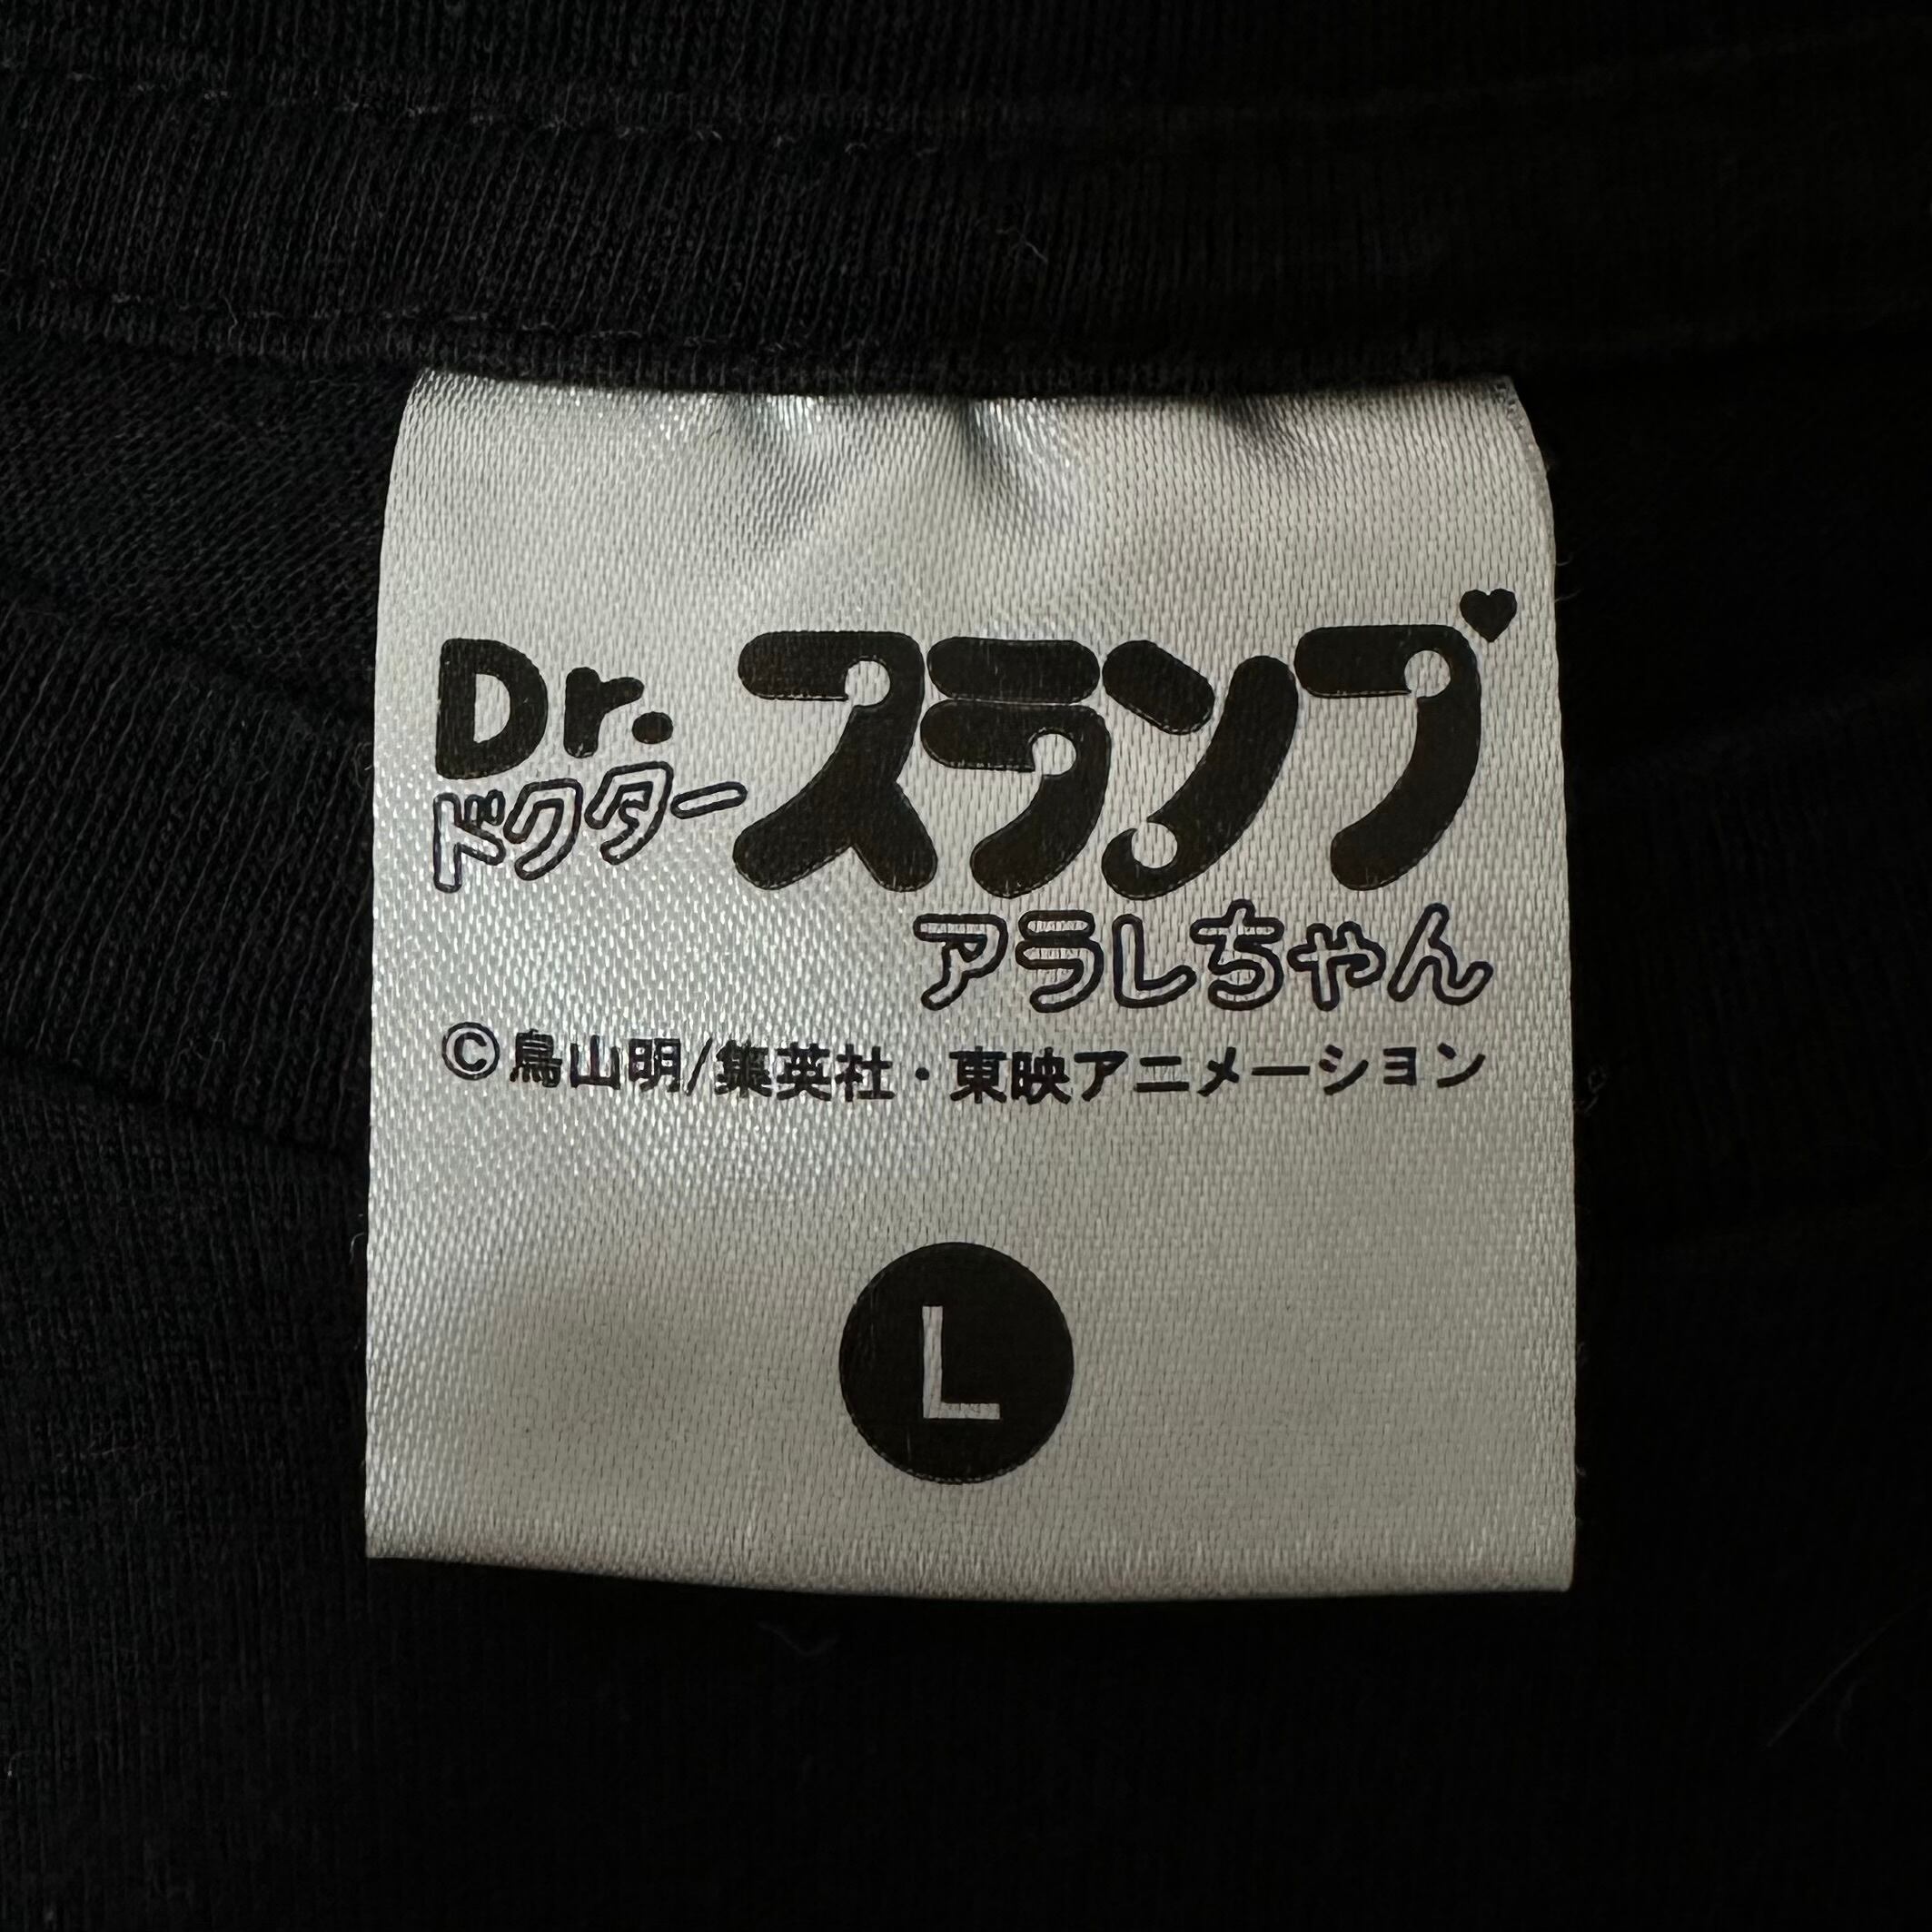 Dr.スランプ
ドクター
アラレちゃん
©鳥山明/集英社・東映アニメーション
L